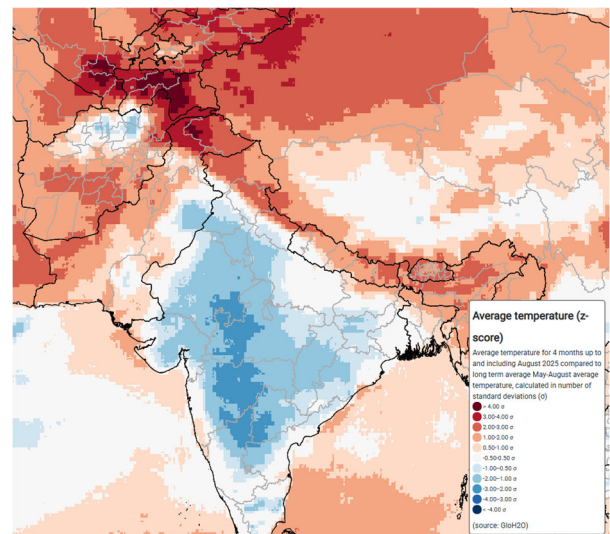 Average temperature (z-
score)
Average temperature for 4 months up to
and including August 2025 compared to
long term average May-August average
temperature, calculated in number of
standard deviations (σ)
> 4.00 σ
3.00-4.00 σ
2.00-3.00 σ
1.00-2.00 σ
0.50-1.00 σ
-0.50-0.50 σ
-1.00--0.50 σ
-2.00--1.00 σ
-3.00--2.00 σ
-4.00--3.00 σ
< -4.00 σ
(source: GloH2O)